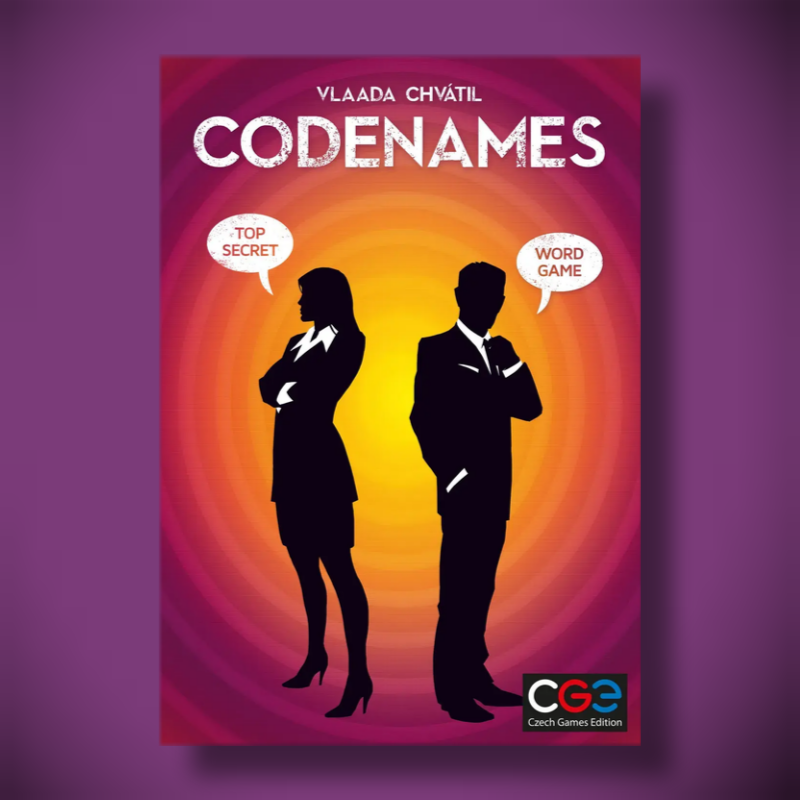 VLAADA CHVÁTIL
CODENAMES
TOP
SECRET
WORD
GAME
CGE
Czech Games Edition